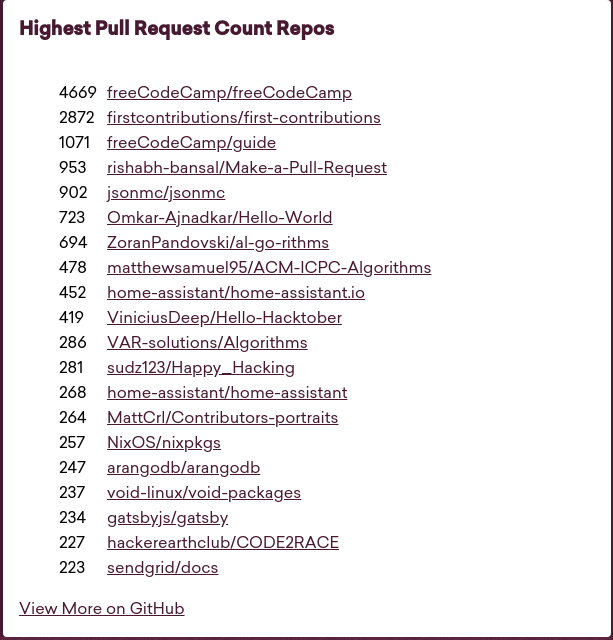 Highest Pull Request Count Repos
4669 freeCodeCamp/freeCodeCamp
2872 firstcontributions/first-contributions
1071 freeCodeCamp/guide
953 rishabh-bansal/Make-a-Pull-Request
902 jsonmc/jsonmc
723 Omkar-Ajnadkar/Hello-World
694 ZoranPandovski/al-go-rithms
478 matthewsamuel95/ACM-ICPC-Algorithms
452 home-assistant/home-assistant.io
419 ViniciusDeep/Hello-Hacktober
286 VAR-solutions/Algorithms
281 sudz123/Happy_Hacking
268 home-assistant/home-assistant
264 MattCrl/Contributors-portraits
257 NixOS/nixpkgs
247 arangodb/arangodb
237 void-linux/void-packages
234 gatsbyjs/gatsby
227 hackerearthclub/CODE2RACE
223 sendgrid/docs
View More on GitHub